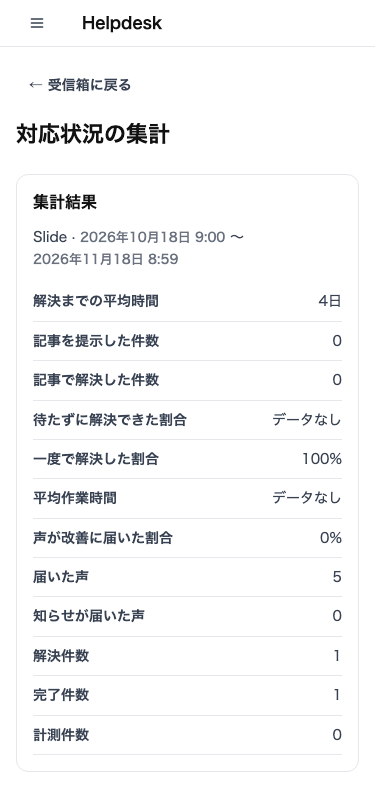 Helpdesk
← 受信箱に戻る
対応状況の集計
集計結果
Slide · 2026年10月18日 9:00 〜
2026年11月18日 8:59
解決までの平均時間 4日
記事を提示した件数 0
記事で解決した件数 0
待たずに解決できた割合 データなし
一度で解決した割合 100%
平均作業時間 データなし
声が改善に届いた割合 0%
届いた声 5
知らせが届いた声 0
解決件数 1
完了件数 1
計測件数 0